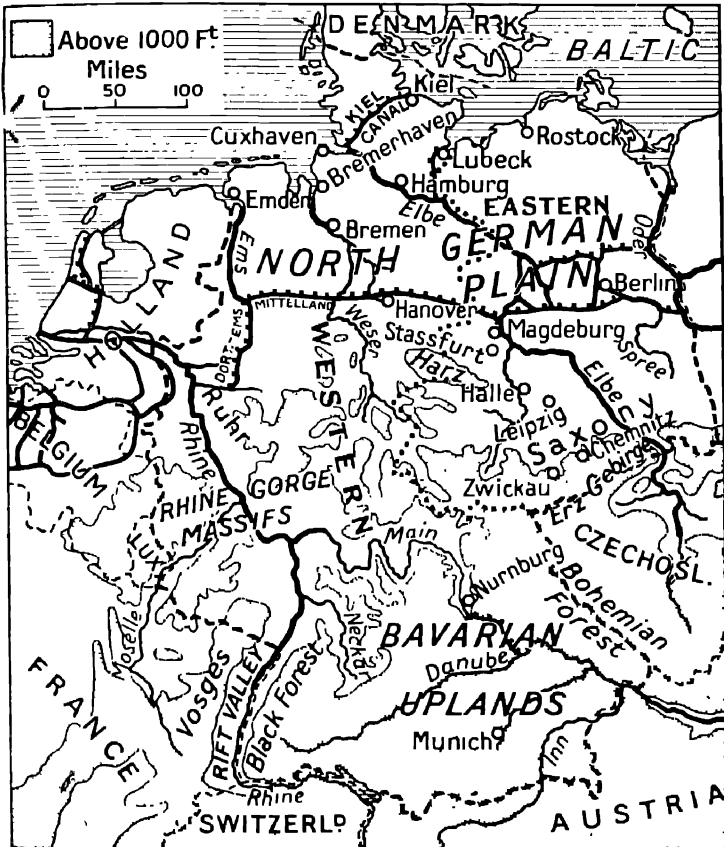 Above 1000 Ft.
Miles
0 50 100
DENMARK
BALTIC
Kiel
KIEL CANAL
Cuxhaven
Bremerhaven
Rostock
Lubeck
Hamburg
Emden
Elbe
EASTERN
Bremen
GERMAN
Oder
Ems
NORTH
PLAIN
Berlin
HOLLAND
MITTELLAND
Hanover
Weser
Magdeburg
Stassfurt
Spree
DORT-EMS
WESTERN
Harz
Halle
Elbe
Ruhr
Leipzig
Saxony
Chemnitz
BELGIUM
Rhine
RHINE GORGE
Zwickau
Erz Gebirge
MASSIFS
Main
CZECHOSL.
Lux
Nurnburg
Bohemian Forest
Moselle
Neckar
BAVARIAN
Danube
Vosges
RIFT VALLEY
Black Forest
UPLANDS
FRANCE
Munich
Inn
Rhine
SWITZERLD
AUSTRIA